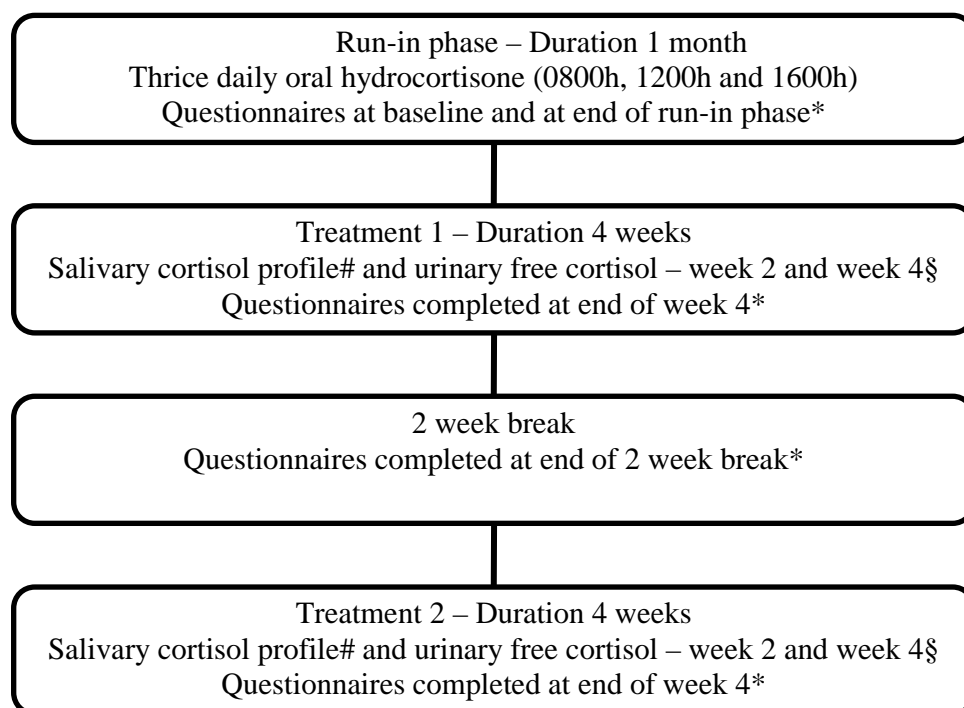 Run-in phase – Duration 1 month
Thrice daily oral hydrocortisone (0800h, 1200h and 1600h)
Questionnaires at baseline and at end of run-in phase*
Treatment 1 – Duration 4 weeks
Salivary cortisol profile# and urinary free cortisol – week 2 and week 4§
Questionnaires completed at end of week 4*
2 week break
Questionnaires completed at end of 2 week break*
Treatment 2 – Duration 4 weeks
Salivary cortisol profile# and urinary free cortisol – week 2 and week 4§
Questionnaires completed at end of week 4*